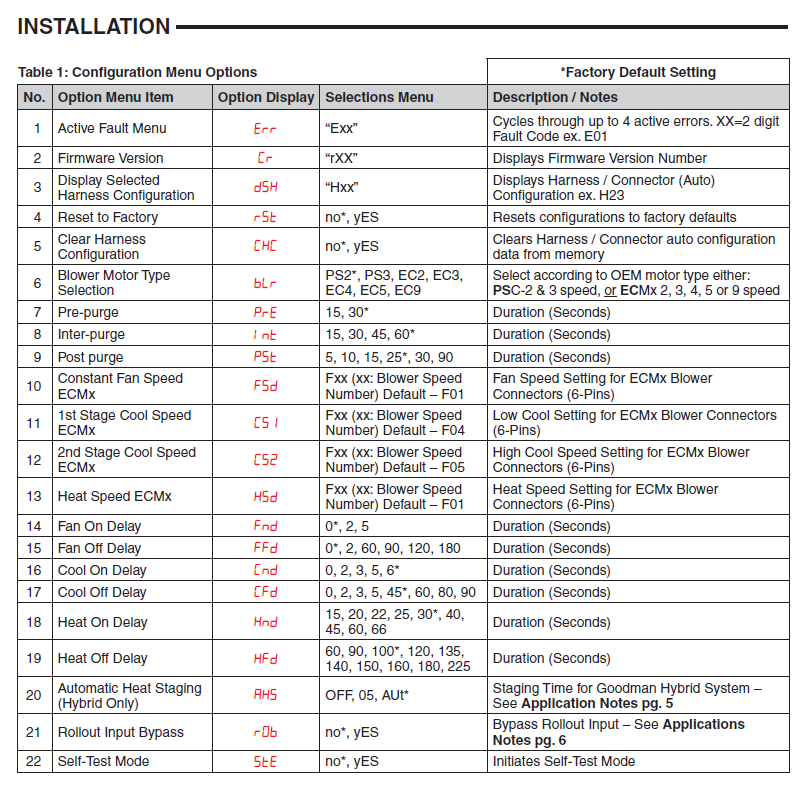 INSTALLATION
Table 1: Configuration Menu Options
*Factory Default Setting
No. Option Menu Item Option Display Selections Menu Description / Notes
1 Active Fault Menu Err “Exx” Cycles through up to 4 active errors. XX=2 digit
Fault Code ex. E01
2 Firmware Version Cr “rXX” Displays Firmware Version Number
3 Display Selected
Harness Configuration dSH “Hxx” Displays Harness / Connector (Auto)
Configuration ex. H23
4 Reset to Factory rSt no*, yES Resets configurations to factory defaults
5 Clear Harness
Configuration CHC no*, yES Clears Harness / Connector auto configuration
data from memory
6 Blower Motor Type
Selection bLr PS2*, PS3, EC2, EC3,
EC4, EC5, EC9 Select according to OEM motor type either:
PSC-2 & 3 speed, or ECMx 2, 3, 4, 5 or 9 speed
7 Pre-purge PrE 15, 30* Duration (Seconds)
8 Inter-purge Int 15, 30, 45, 60* Duration (Seconds)
9 Post purge PSt 5, 10, 15, 25*, 30, 90 Duration (Seconds)
10 Constant Fan Speed
ECMx FSd Fxx (xx: Blower Speed
Number) Default – F01 Fan Speed Setting for ECMx Blower
Connectors (6-Pins)
11 1st Stage Cool Speed
ECMx CS1 Fxx (xx: Blower Speed
Number) Default – F04 Low Cool Setting for ECMx Blower Connectors
(6-Pins)
12 2nd Stage Cool Speed
ECMx CS2 Fxx (xx: Blower Speed
Number) Default – F05 High Cool Speed Setting for ECMx Blower
Connectors (6-Pins)
13 Heat Speed ECMx HSd Fxx (xx: Blower Speed
Number) Default – F01 Heat Speed Setting for ECMx Blower
Connectors (6-Pins)
14 Fan On Delay Fnd 0*, 2, 5 Duration (Seconds)
15 Fan Off Delay FFd 0*, 2, 60, 90, 120, 180 Duration (Seconds)
16 Cool On Delay Cnd 0, 2, 3, 5, 6* Duration (Seconds)
17 Cool Off Delay CFd 0, 2, 3, 5, 45*, 60, 80, 90 Duration (Seconds)
18 Heat On Delay Hnd 15, 20, 22, 25, 30*, 40,
45, 60, 66 Duration (Seconds)
19 Heat Off Delay HFd 60, 90, 100*, 120, 135,
140, 150, 160, 180, 225 Duration (Seconds)
20 Automatic Heat Staging
(Hybrid Only) AHS OFF, 05, AUt* Staging Time for Goodman Hybrid System –
See Application Notes pg. 5
21 Rollout Input Bypass rOb no*, yES Bypass Rollout Input – See Applications
Notes pg. 6
22 Self-Test Mode StE no*, yES Initiates Self-Test Mode